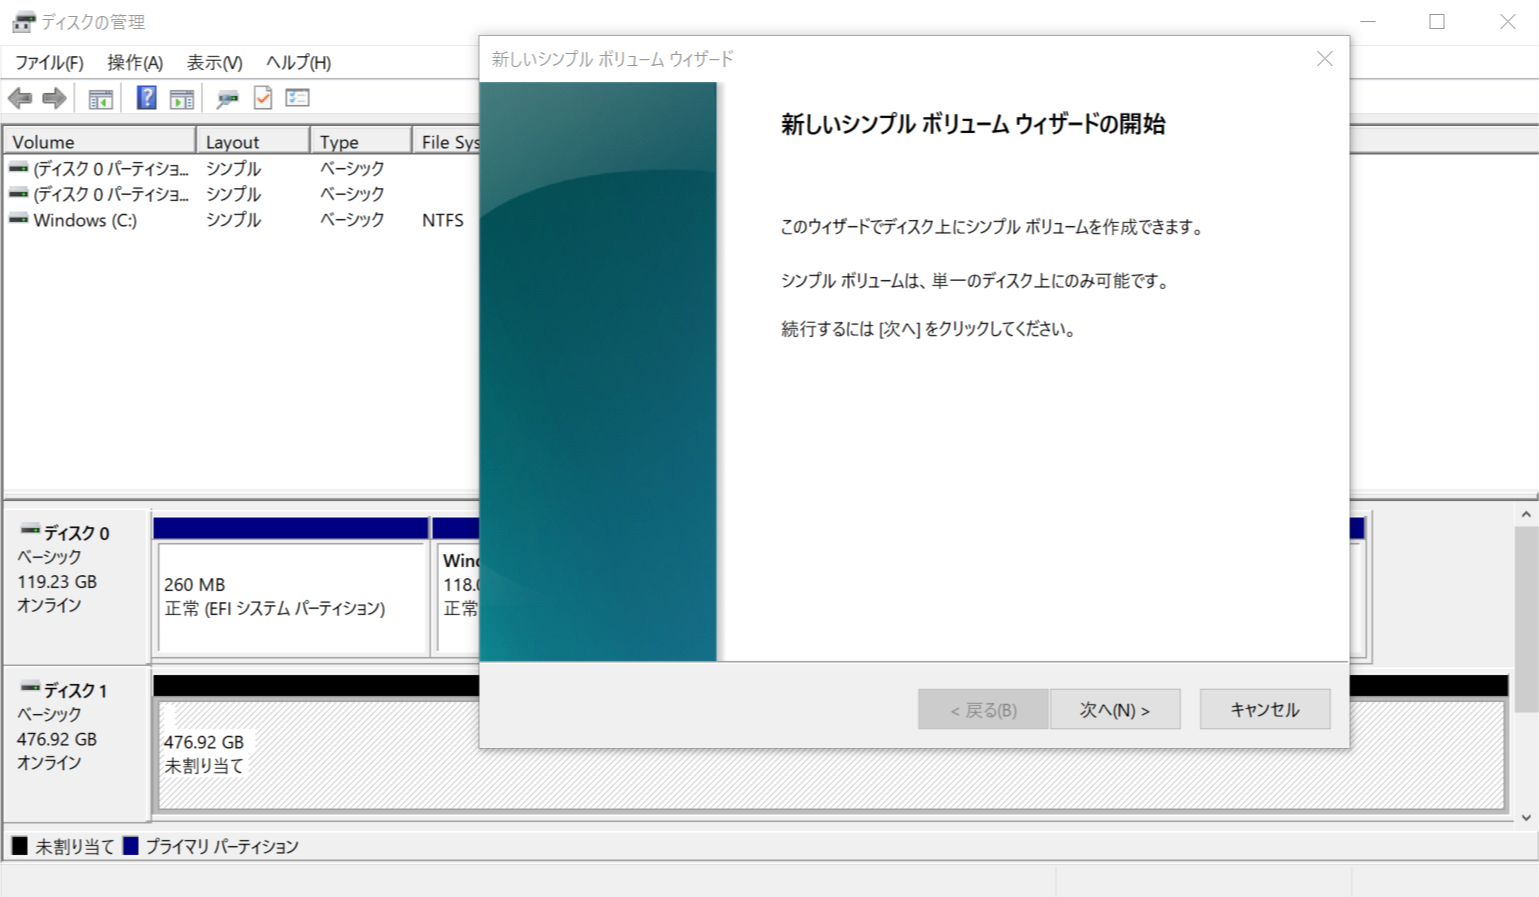 ディスクの管理
ファイル(F) 操作(A) 表示(V) ヘルプ(H)
Volume Layout Type File Sys
(ディスク 0 パーティショ... シンプル ベーシック
(ディスク 0 パーティショ... シンプル ベーシック
Windows (C:) シンプル ベーシック NTFS
新しいシンプル ボリューム ウィザード
新しいシンプル ボリューム ウィザードの開始
このウィザードでディスク上にシンプル ボリュームを作成できます。
シンプル ボリュームは、単一のディスク上にのみ可能です。
続行するには [次へ] をクリックしてください。
< 戻る(B) 次へ(N) > キャンセル
ディスク 0
ベーシック
119.23 GB
オンライン
260 MB
正常 (EFI システム パーティション)
Wind
118.0
正常
ディスク 1
ベーシック
476.92 GB
オンライン
476.92 GB
未割り当て
未割り当て プライマリ パーティション